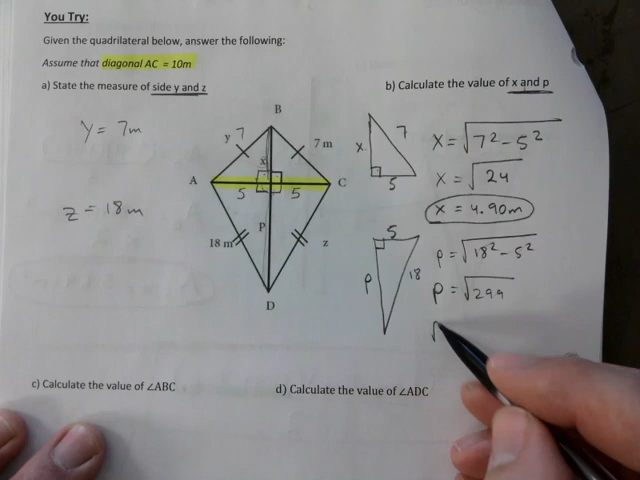 You Try:
Given the quadrilateral below, answer the following:
Assume that diagonal AC = 10m
a) State the measure of side y and z
b) Calculate the value of x and p
y = 7m
z = 18m
B
y 7
7 m
x
A
C
5
5
P
18 m
z
D
x
7
5
x = √7² - 5²
x = √24
x = 4.90m
5
p
18
p = √18² - 5²
p = √299
c) Calculate the value of ∠ABC
d) Calculate the value of ∠ADC